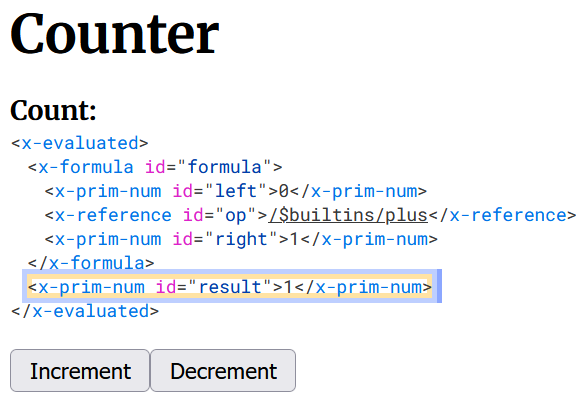 Counter
Count:
<x-evaluated>
<x-formula id="formula">
<x-prim-num id="left">0</x-prim-num>
<x-reference id="op">/$builtins/plus</x-reference>
<x-prim-num id="right">1</x-prim-num>
</x-formula>
<x-prim-num id="result">1</x-prim-num>
</x-evaluated>
Increment Decrement